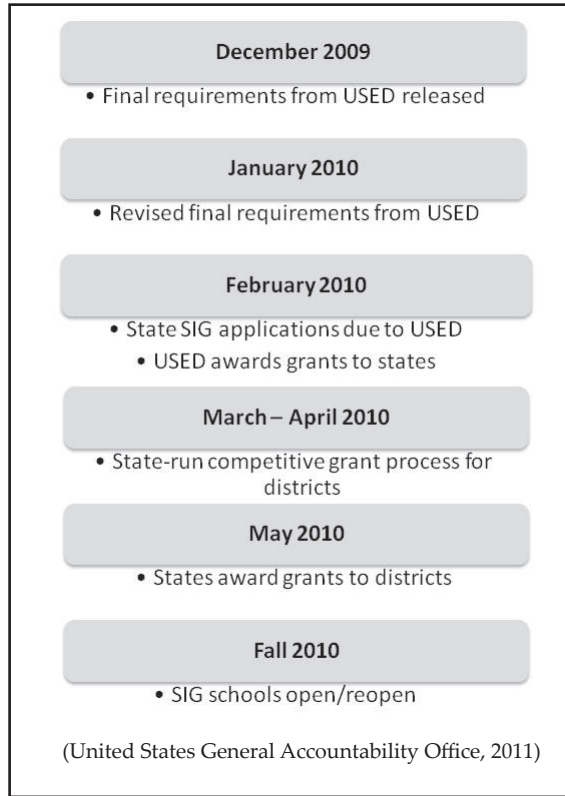 December 2009
• Final requirements from USED released
January 2010
• Revised final requirements from USED
February 2010
• State SIG applications due to USED
• USED awards grants to states
March – April 2010
• State-run competitive grant process for
districts
May 2010
• States award grants to districts
Fall 2010
• SIG schools open/reopen
(United States General Accountability Office, 2011)